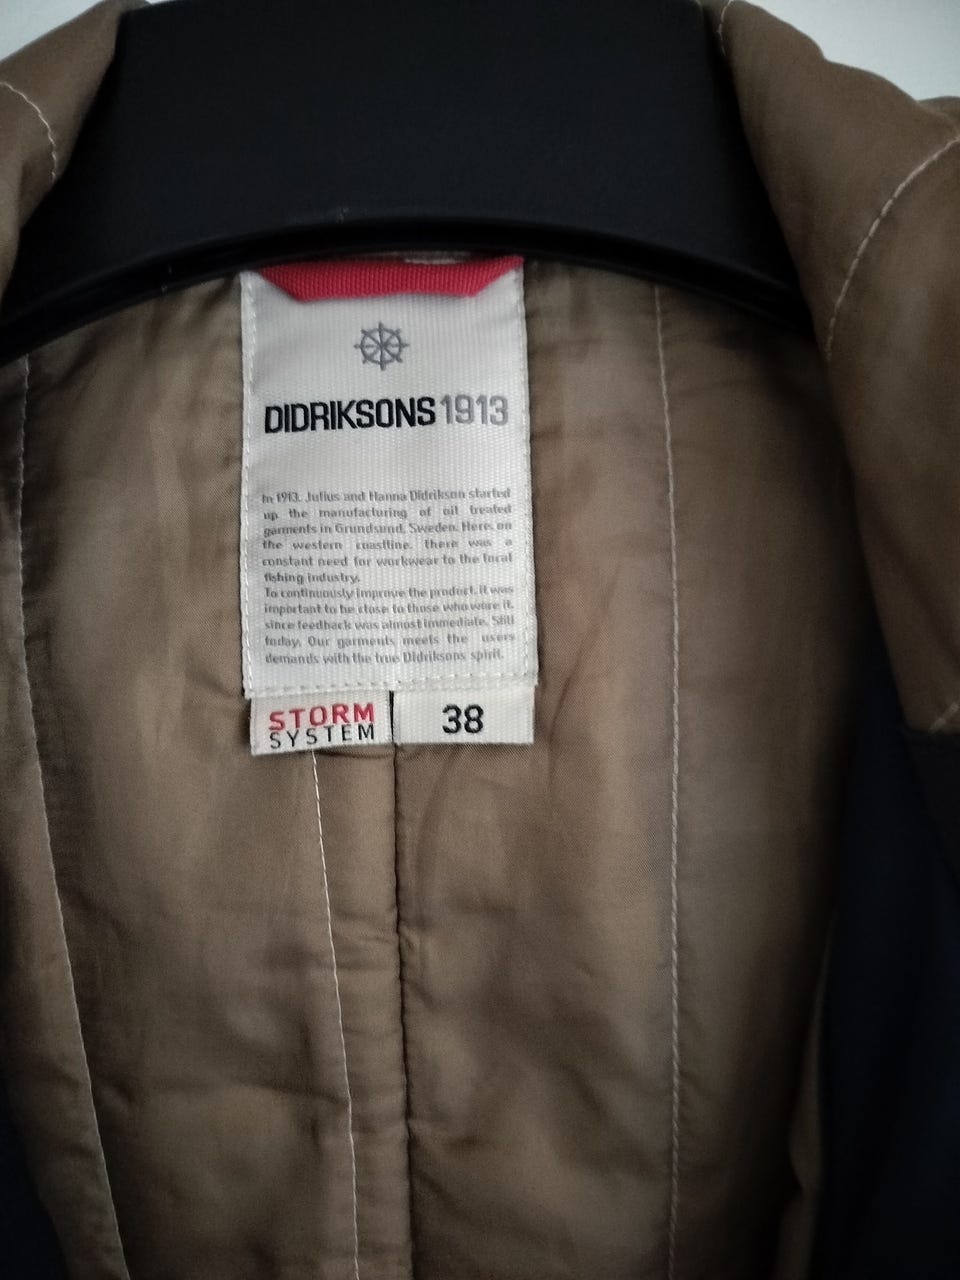 DIDRIKSONS 1913
In 1913, Julius and Hanna Didrikson started
up the manufacturing of oil treated
garments in Grundsund, Sweden. Here, on
the western coastline, there was a
constant need for workwear to the local
fishing industry.
To continuously improve the product, it was
important to be close to those who wore it,
since feedback was almost immediate. Still
today, Our garments meets the users
demands with the true Didriksons spirit.
STORM
SYSTEM
38